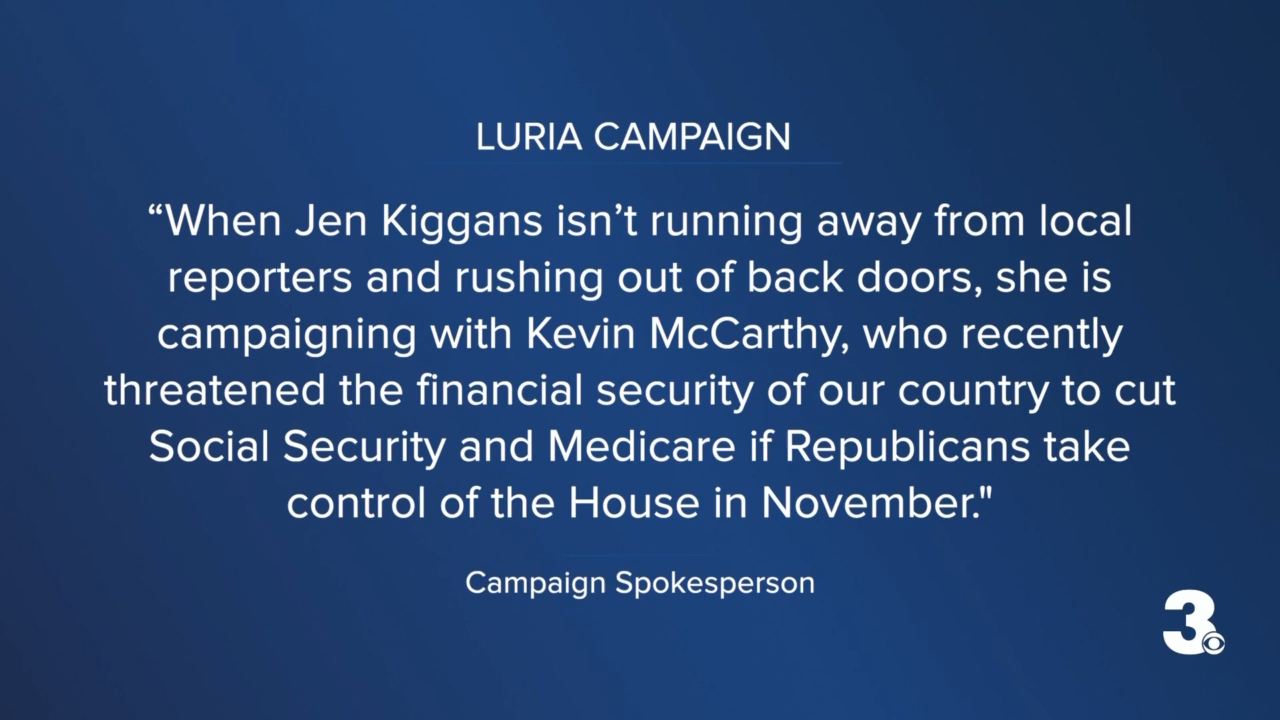 LURIA CAMPAIGN
“When Jen Kiggans isn’t running away from local
reporters and rushing out of back doors, she is
campaigning with Kevin McCarthy, who recently
threatened the financial security of our country to cut
Social Security and Medicare if Republicans take
control of the House in November."
Campaign Spokesperson
3